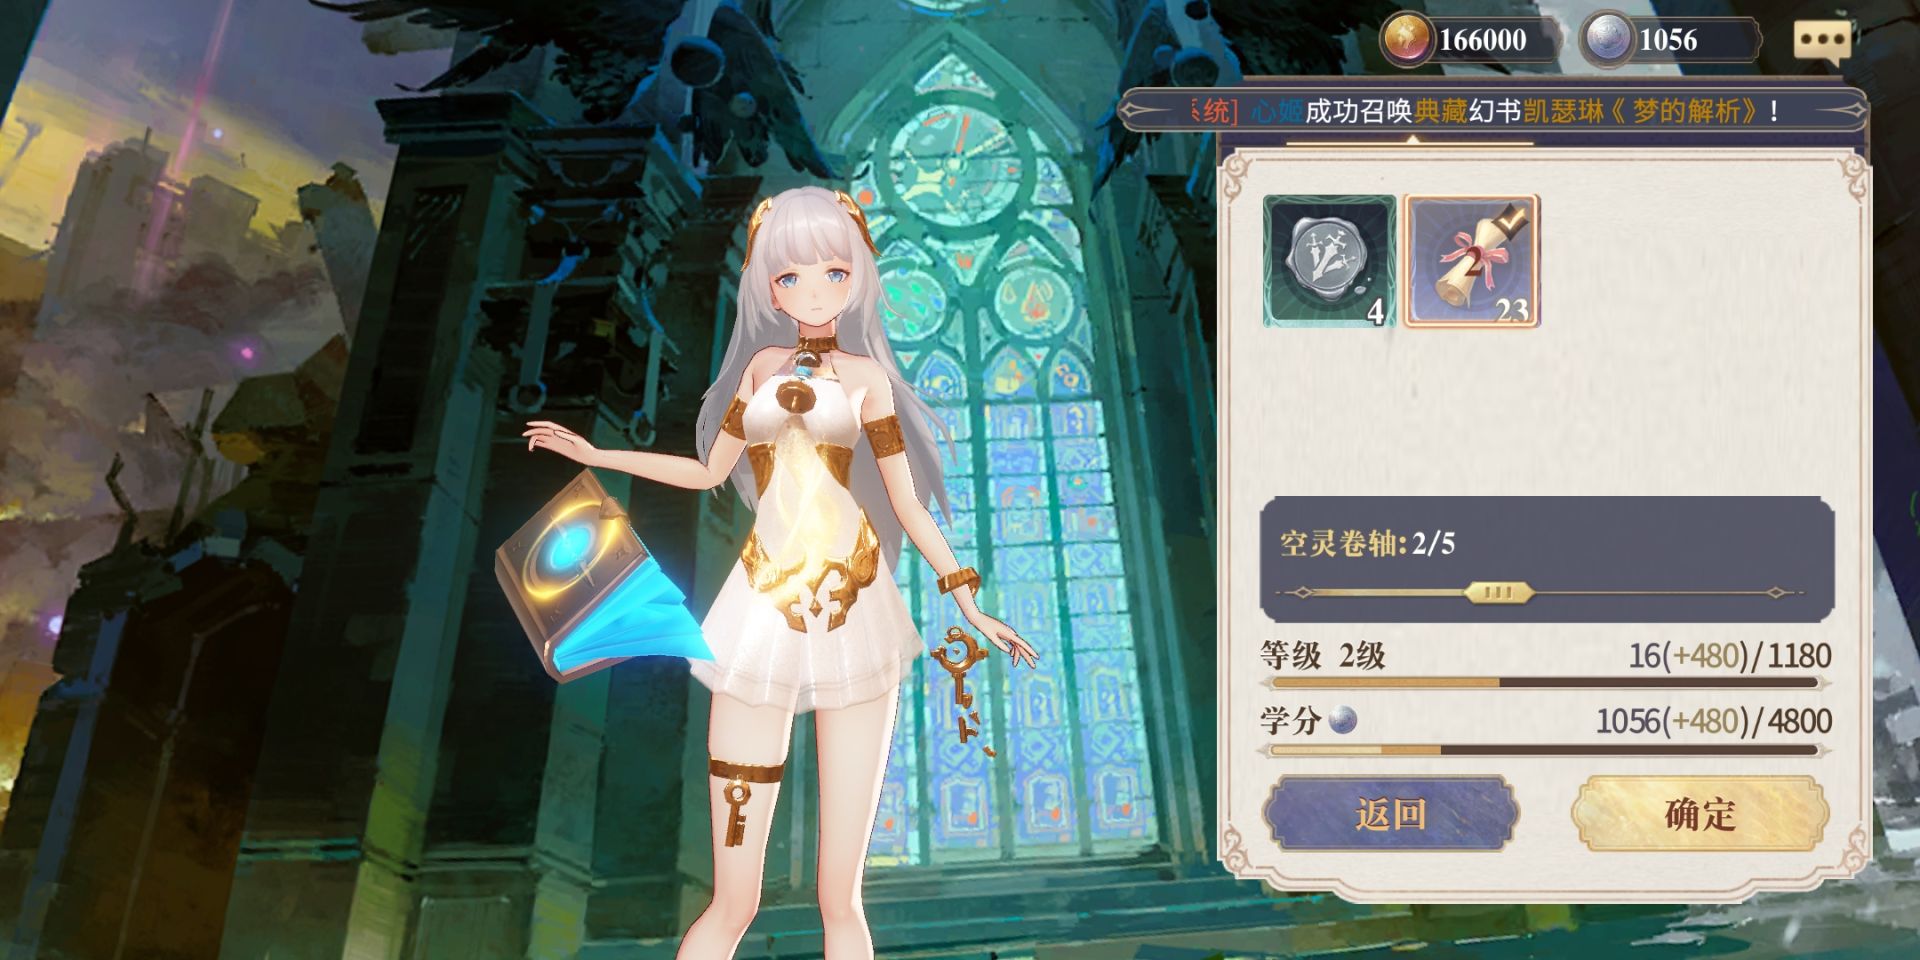 166000
1056
统] 心姬成功召唤典藏幻书凯瑟琳《梦的解析》!
4
2
23
空灵卷轴:2/5
等级 2级
16(+480)/1180
学分
1056(+480)/4800
返回
确定